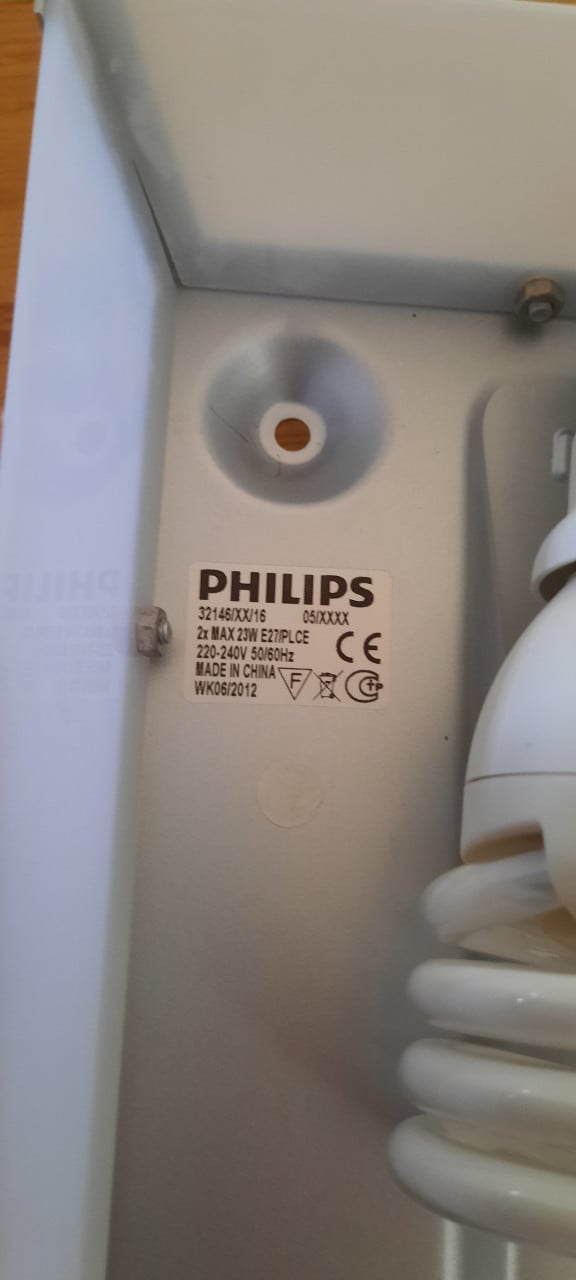 PHILIPS
32146/XX/16 05/XXXX
2x MAX 23W E27/PLCE
220-240V 50/60Hz
MADE IN CHINA
WK06/2012
CE
F